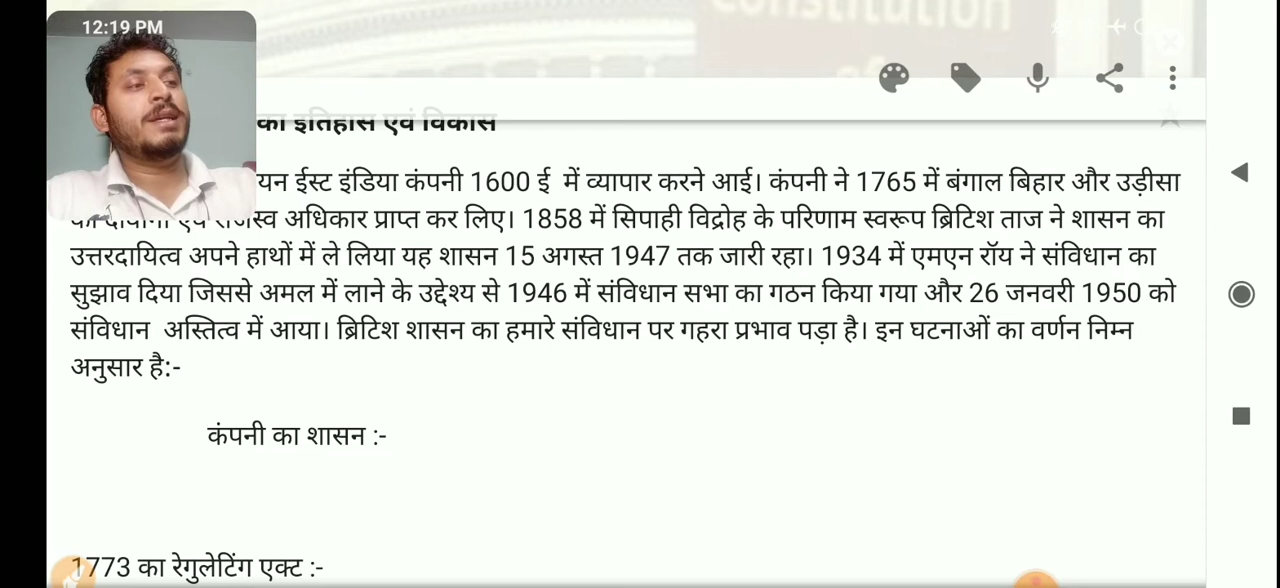 constitution
12:19 PM
का इतिहास एवं विकास
यन ईस्ट इंडिया कंपनी 1600 ई में व्यापार करने आई। कंपनी ने 1765 में बंगाल बिहार और उड़ीसा
अधिकार प्राप्त कर लिए। 1858 में सिपाही विद्रोह के परिणाम स्वरूप ब्रिटिश ताज ने शासन का
उत्तरदायित्व अपने हाथों में ले लिया यह शासन 15 अगस्त 1947 तक जारी रहा। 1934 में एमएन रॉय ने संविधान का
सुझाव दिया जिससे अमल में लाने के उद्देश्य से 1946 में संविधान सभा का गठन किया गया और 26 जनवरी 1950 को
संविधान अस्तित्व में आया। ब्रिटिश शासन का हमारे संविधान पर गहरा प्रभाव पड़ा है। इन घटनाओं का वर्णन निम्न
अनुसार है:-
कंपनी का शासन :-
1773 का रेगुलेटिंग एक्ट :-